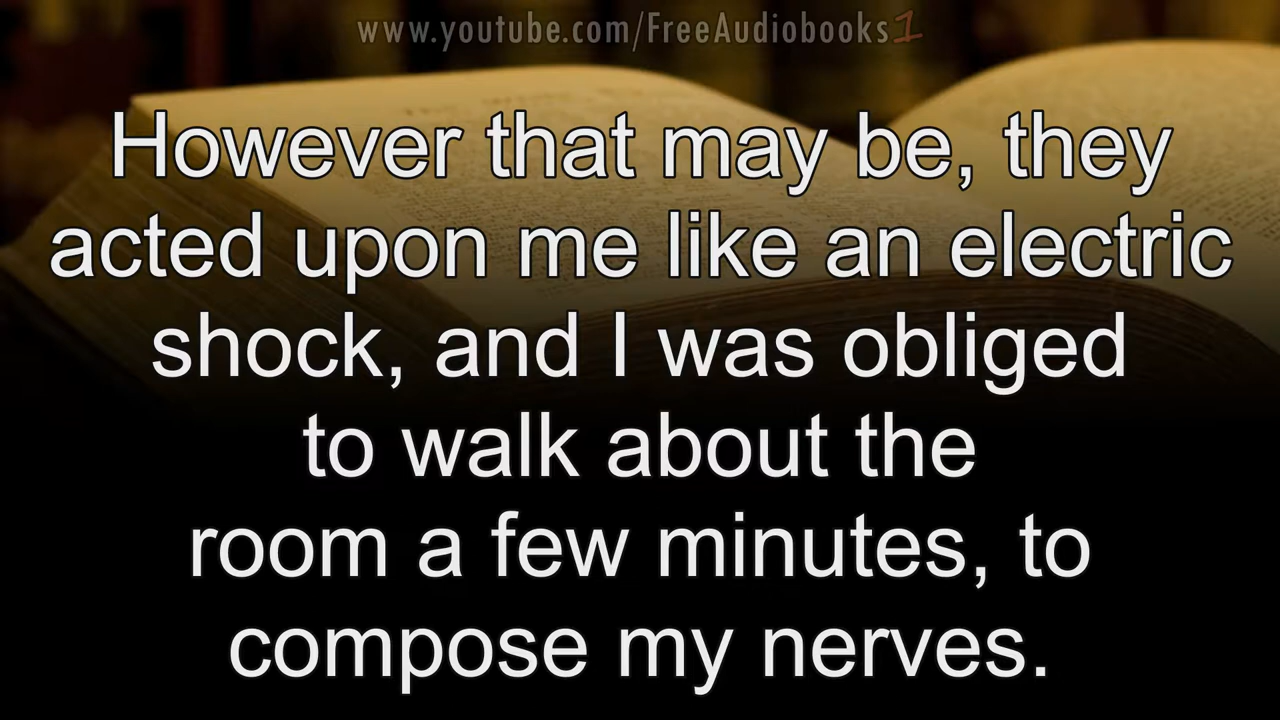 www.youtube.com/FreeAudiobooks1
However that may be, they
acted upon me like an electric
shock, and I was obliged
to walk about the
room a few minutes, to
compose my nerves.